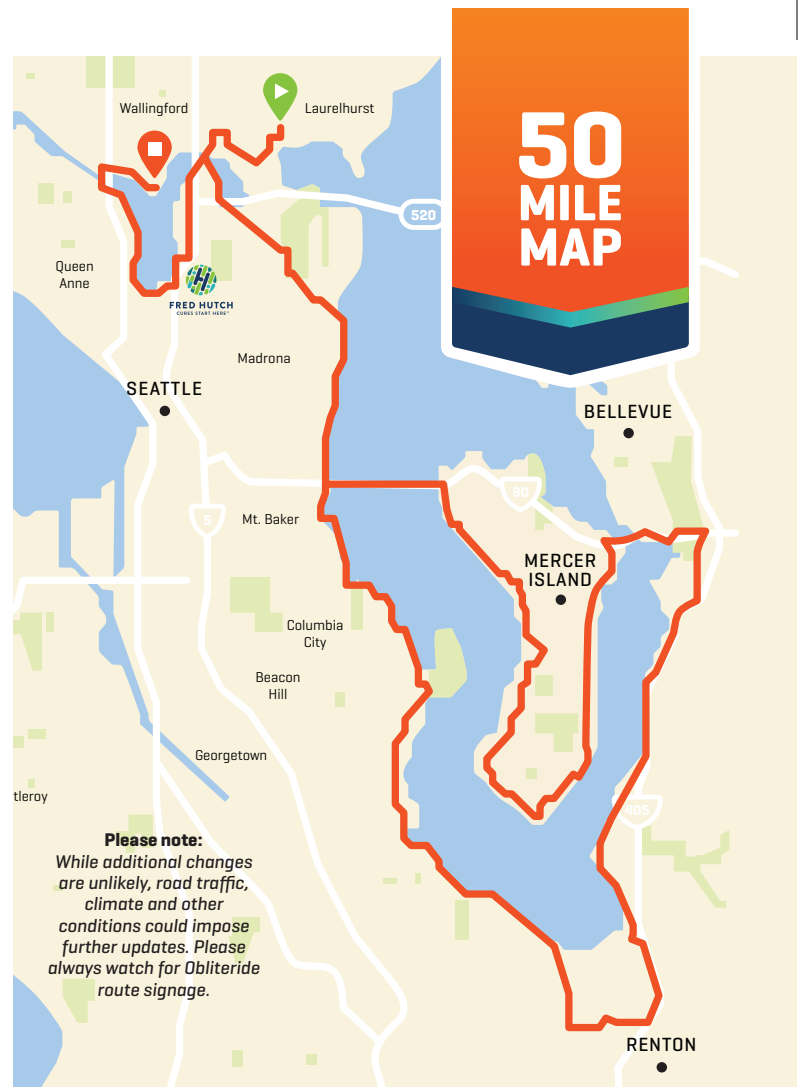 50
MILE
MAP
Wallingford
Laurelhurst
520
Queen
Anne
FRED HUTCH
CURES START HERE®
Madrona
SEATTLE
BELLEVUE
90
5
Mt. Baker
MERCER
ISLAND
Columbia
City
Beacon
Hill
Georgetown
tleroy
405
Please note:
While additional changes
are unlikely, road traffic,
climate and other
conditions could impose
further updates. Please
always watch for Obliteride
route signage.
RENTON